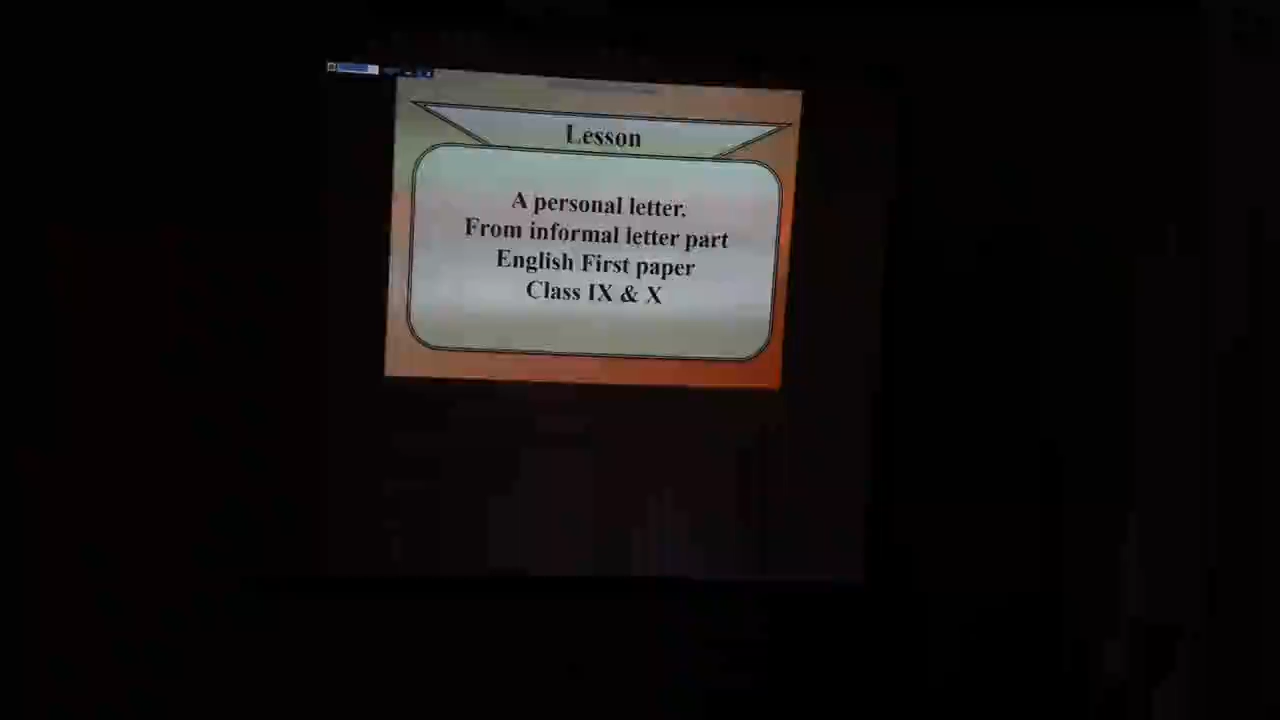 Lesson
A personal letter.
From informal letter part
English First paper
Class IX & X